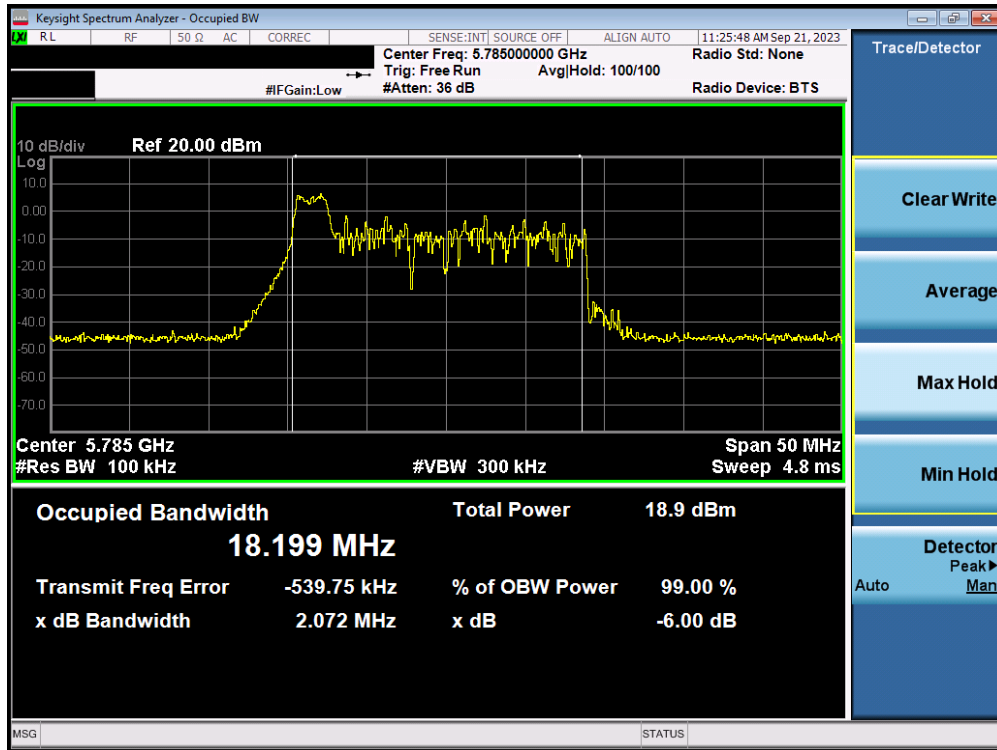 Keysight Spectrum Analyzer - Occupied BW
LXI RL RF 50 Ω AC CORREC SENSE:INT SOURCE OFF ALIGN AUTO 11:25:48 AM Sep 21, 2023
Center Freq: 5.785000000 GHz Radio Std: None
Trig: Free Run Avg|Hold: 100/100
#IFGain:Low #Atten: 36 dB Radio Device: BTS
Trace/Detector
10 dB/div Ref 20.00 dBm
Log
10.0
0.00
-10.0
-20.0
-30.0
-40.0
-50.0
-60.0
-70.0
Center 5.785 GHz Span 50 MHz
#Res BW 100 kHz #VBW 300 kHz Sweep 4.8 ms
Occupied Bandwidth Total Power 18.9 dBm
18.199 MHz
Transmit Freq Error -539.75 kHz % of OBW Power 99.00 %
x dB Bandwidth 2.072 MHz x dB -6.00 dB
Clear Write
Average
Max Hold
Min Hold
Detector
Peak▶
Auto Man
MSG STATUS